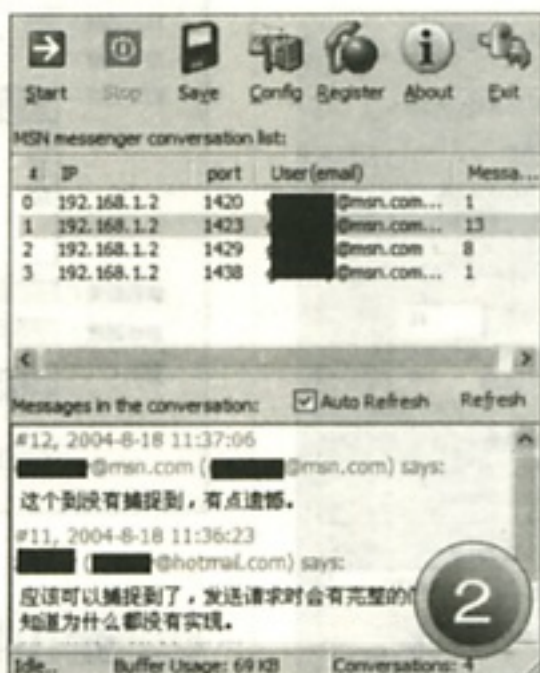 Start Stop Save Config Register About Exit
MSN messenger conversation list:
# IP port User(email) Messa...
0 192.168.1.2 1420 @msn.com... 1
1 192.168.1.2 1423 @msn.com... 13
2 192.168.1.2 1429 @msn.com 8
3 192.168.1.2 1438 @msn.com... 1
Messages in the conversation: Auto Refresh Refresh
#12, 2004-8-18 11:37:06
@msn.com ( @msn.com) says:
这个到没有捕捉到，有点遗憾。
#11, 2004-8-18 11:36:23
( @hotmail.com) says:
应该可以捕捉到了，发送请求时会有完整的
知道为什么都没有实现。
2
Idle.. Buffer Usage: 69 KB Conversations: 4